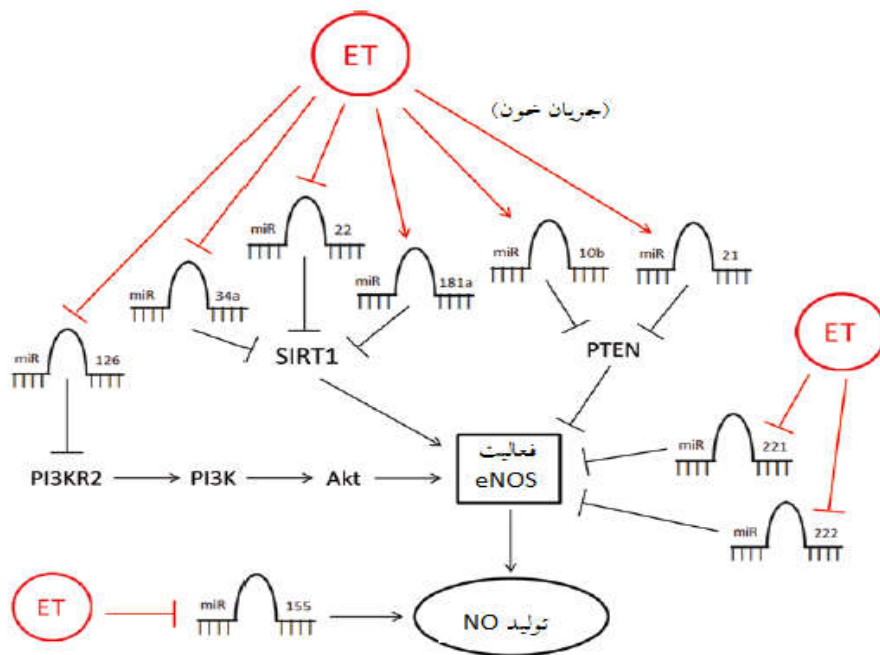 ET
(جریان خون)
miR 22
miR 10b
miR 21
miR 34a
miR 181a
ET
miR 126
SIRT1
PTEN
miR 221
فعالیت
eNOS
PI3KR2
PI3K
Akt
miR 222
ET
miR 155
تولید NO